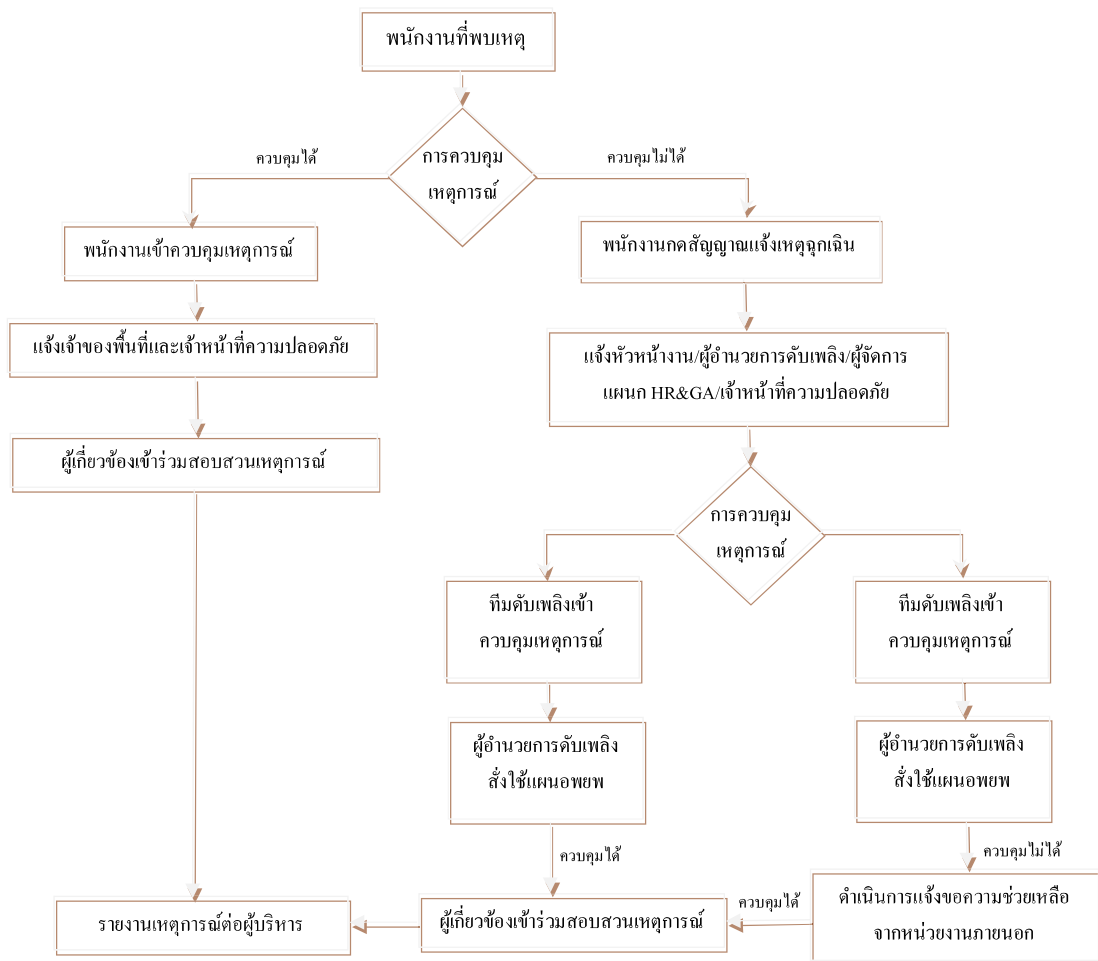 พนักงานที่พบเหตุ
การควบคุม
เหตุการณ์
ควบคุมได้
ควบคุมไม่ได้
พนักงานเข้าควบคุมเหตุการณ์
พนักงานกดสัญญาณแจ้งเหตุฉุกเฉิน
แจ้งเจ้าของพื้นที่และเจ้าหน้าที่ความปลอดภัย
แจ้งหัวหน้างาน/ผู้อำนวยการดับเพลิง/ผู้จัดการ
แผนก HR&GA/เจ้าหน้าที่ความปลอดภัย
ผู้เกี่ยวข้องเข้าร่วมสอบสวนเหตุการณ์
การควบคุม
เหตุการณ์
ทีมดับเพลิงเข้า
ควบคุมเหตุการณ์
ทีมดับเพลิงเข้า
ควบคุมเหตุการณ์
ผู้อำนวยการดับเพลิง
สั่งใช้แผนอพยพ
ผู้อำนวยการดับเพลิง
สั่งใช้แผนอพยพ
ควบคุมได้
ควบคุมไม่ได้
รายงานเหตุการณ์ต่อผู้บริหาร
ผู้เกี่ยวข้องเข้าร่วมสอบสวนเหตุการณ์
ควบคุมได้
ดำเนินการแจ้งขอความช่วยเหลือ
จากหน่วยงานภายนอก